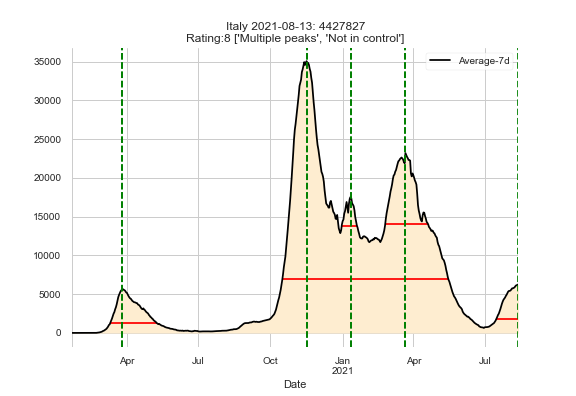 Italy 2021-08-13: 4427827
Rating:8 ['Multiple peaks', 'Not in control']
Average-7d
35000
30000
25000
20000
15000
10000
5000
0
Apr
Jul
Oct
Jan
2021
Apr
Jul
Date